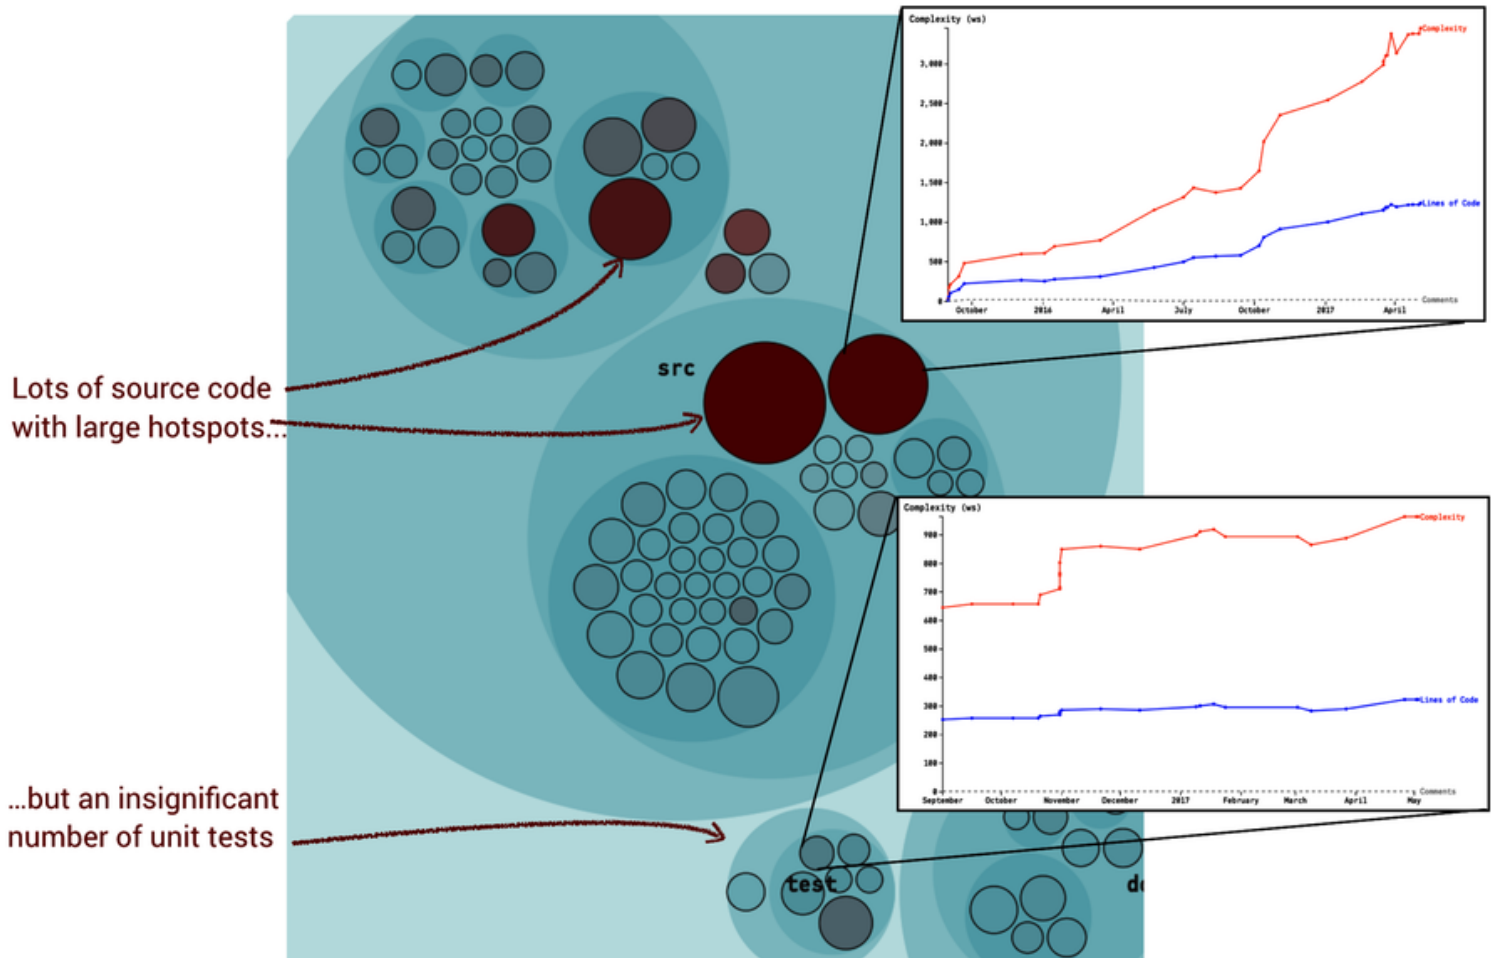 Complexity (ws)
Complexity
3,000
2,500
2,000
1,500
1,000
500
0
Lines of Code
Comments
October
2016
April
July
October
2017
April
src
Lots of source code
with large hotspots...
Complexity (ws)
Complexity
900
800
700
600
500
400
300
200
100
0
Lines of Code
Comments
September
October
November
December
2017
February
March
April
May
...but an insignificant
number of unit tests
test